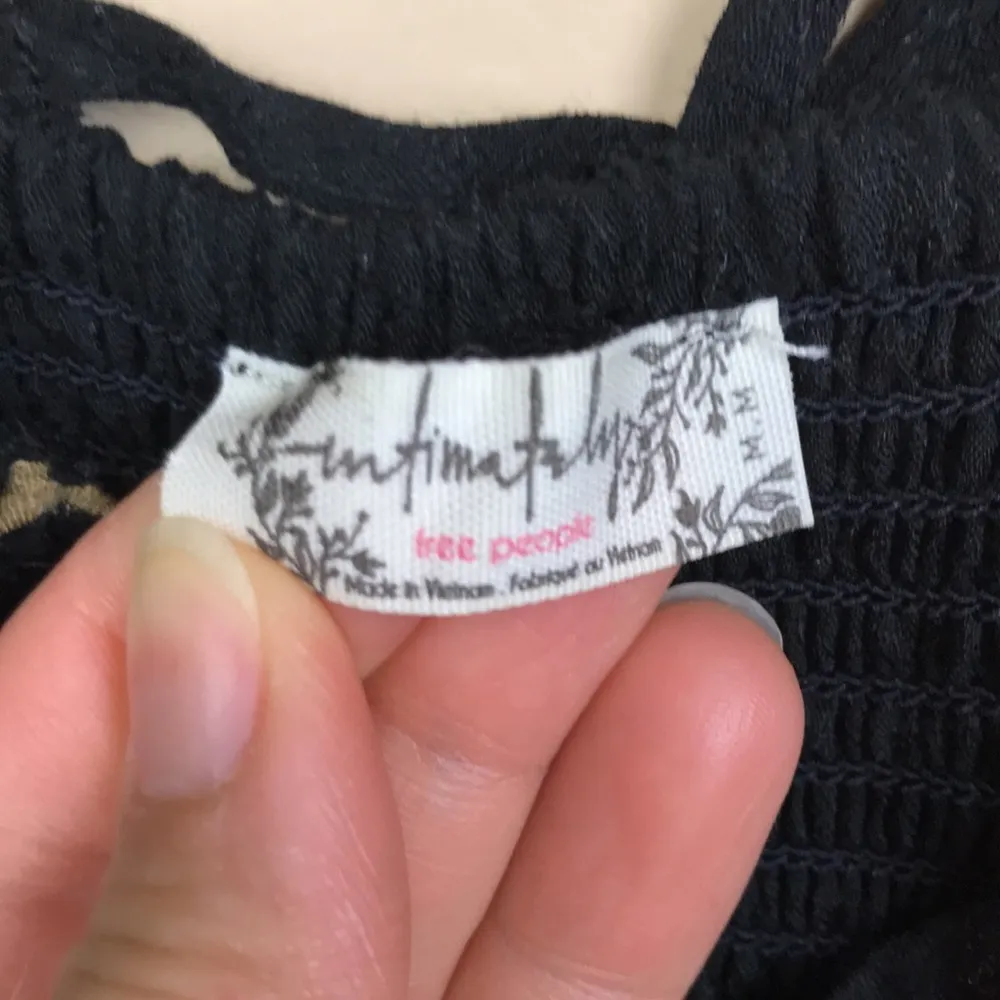 intimately
free people
Made in Vietnam . Fabriqué au Vietnam
M/M